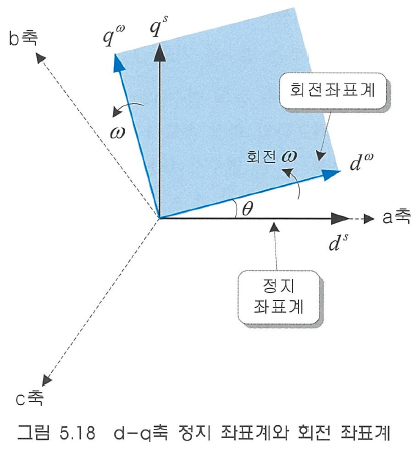 b축
q^ω
q^s
회전좌표계
ω
회전 ω
d^ω
θ
a축
d^s
정지
좌표계
c축
그림 5.18 d-q축 정지 좌표계와 회전 좌표계